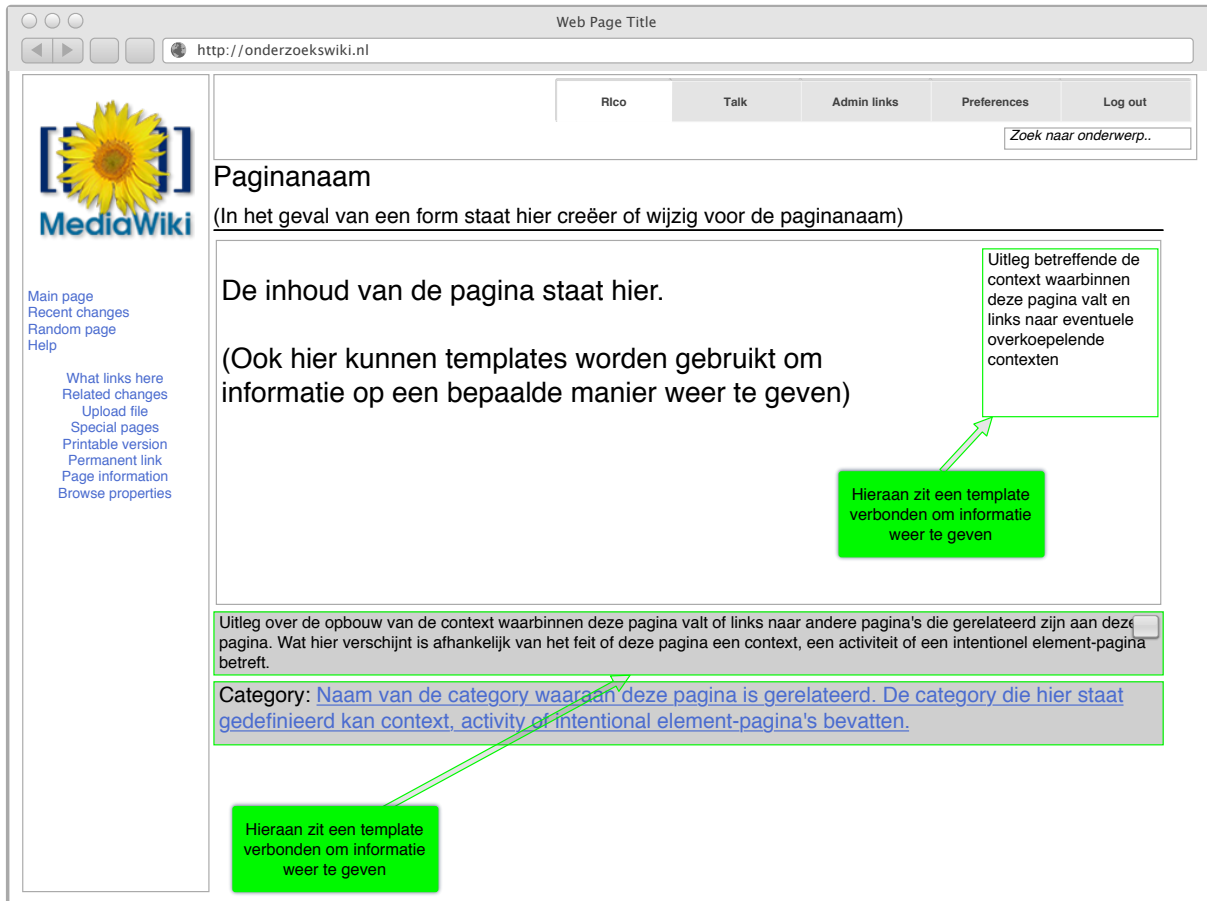 Web Page Title
http://onderzoekswiki.nl
RIco
Talk
Admin links
Preferences
Log out
Zoek naar onderwerp..
MediaWiki
Main page
Recent changes
Random page
Help
What links here
Related changes
Upload file
Special pages
Printable version
Permanent link
Page information
Browse properties
Paginanaam
(In het geval van een form staat hier creëer of wijzig voor de paginanaam)
De inhoud van de pagina staat hier.
(Ook hier kunnen templates worden gebruikt om
informatie op een bepaalde manier weer te geven)
Uitleg betreffende de
context waarbinnen
deze pagina valt en
links naar eventuele
overkoepelende
contexten
Hieraan zit een template
verbonden om informatie
weer te geven
Uitleg over de opbouw van de context waarbinnen deze pagina valt of links naar andere pagina's die gerelateerd zijn aan deze
pagina. Wat hier verschijnt is afhankelijk van het feit of deze pagina een context, een activiteit of een intentionel element-pagina
betreft.
Category: Naam van de category waaraan deze pagina is gerelateerd. De category die hier staat
gedefinieerd kan context, activity of intentional element-pagina's bevatten.
Hieraan zit een template
verbonden om informatie
weer te geven